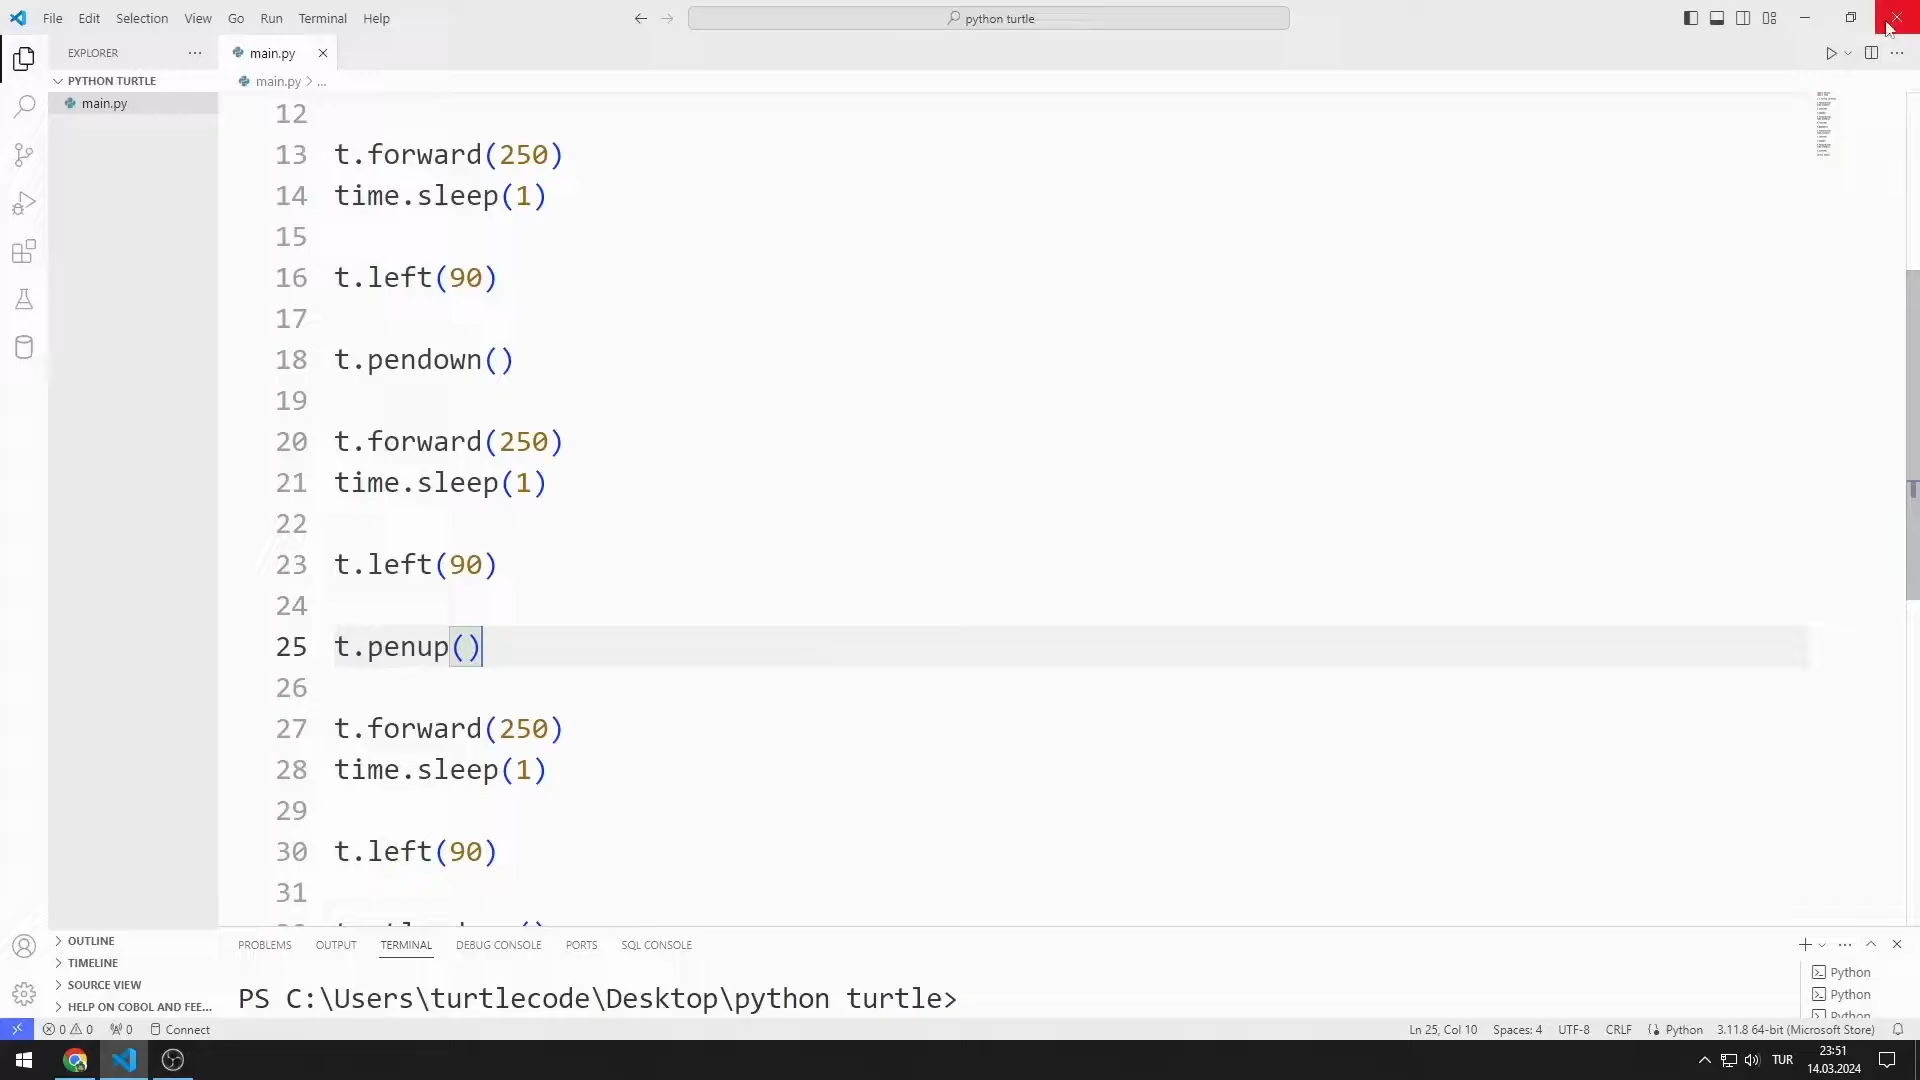 File Edit Selection View Go Run Terminal Help
python turtle
EXPLORER
main.py
PYTHON TURTLE
main.py
main.py > ...
12
13 t.forward(250)
14 time.sleep(1)
15
16 t.left(90)
17
18 t.pendown()
19
20 t.forward(250)
21 time.sleep(1)
22
23 t.left(90)
24
25 t.penup()
26
27 t.forward(250)
28 time.sleep(1)
29
30 t.left(90)
31
OUTLINE
TIMELINE
SOURCE VIEW
HELP ON COBOL AND FEE...
PROBLEMS OUTPUT TERMINAL DEBUG CONSOLE PORTS SQL CONSOLE
PS C:\Users\turtlecode\Desktop\python turtle>
Python
Python
Python
0 0 0 Connect
Ln 25, Col 10 Spaces: 4 UTF-8 CRLF Python 3.11.8 64-bit (Microsoft Store)
TUR
23:51
14.03.2024